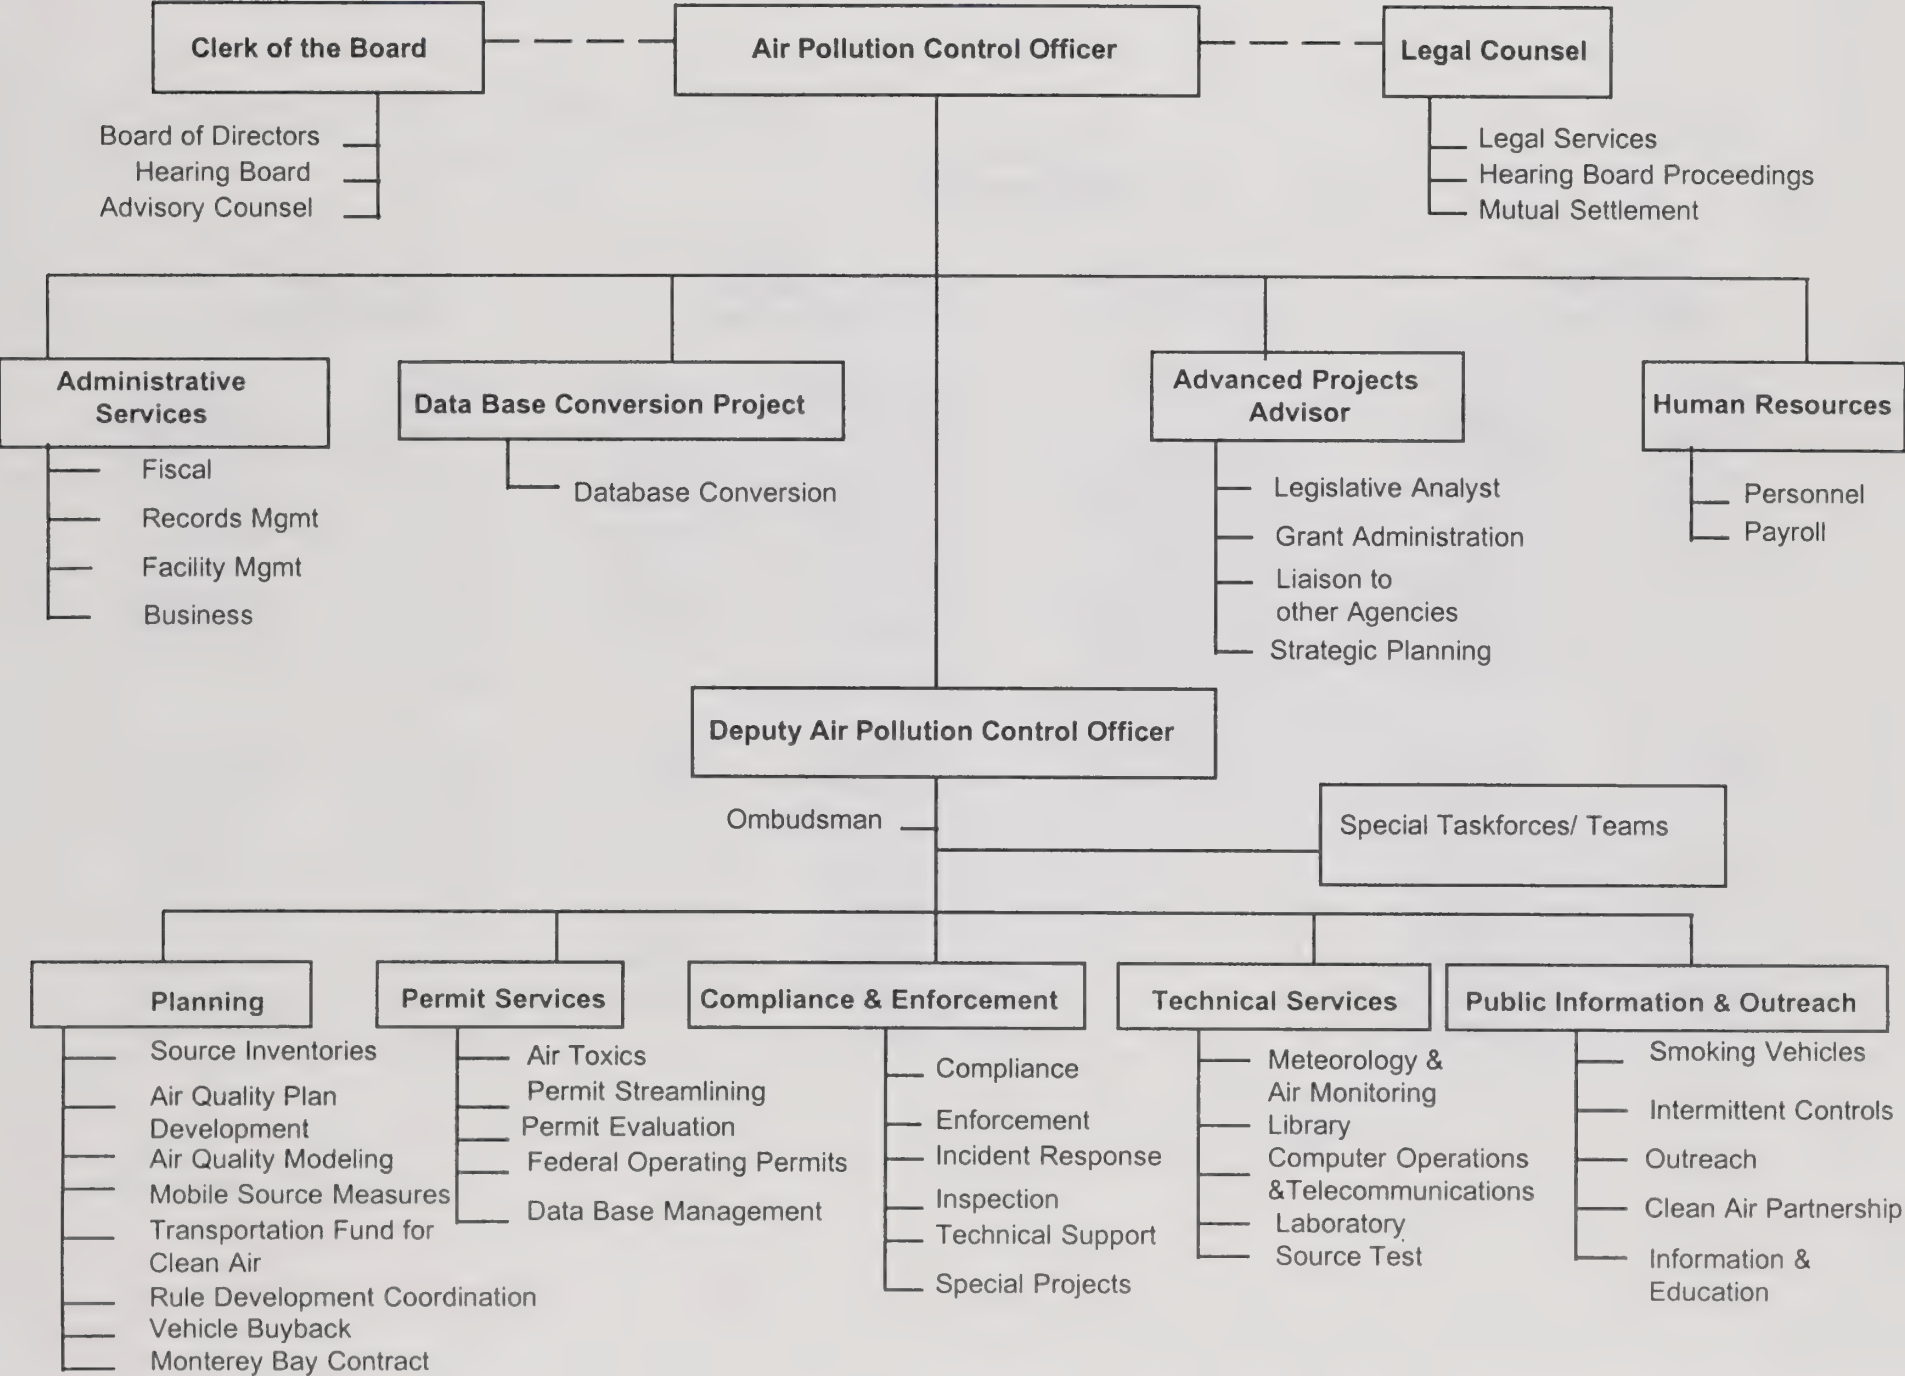 Clerk of the Board
Air Pollution Control Officer
Legal Counsel
Board of Directors
Hearing Board
Advisory Counsel
Legal Services
Hearing Board Proceedings
Mutual Settlement
Administrative
Services
Fiscal
Records Mgmt
Facility Mgmt
Business
Data Base Conversion Project
Database Conversion
Advanced Projects
Advisor
Legislative Analyst
Grant Administration
Liaison to
other Agencies
Strategic Planning
Human Resources
Personnel
Payroll
Deputy Air Pollution Control Officer
Ombudsman
Special Taskforces/ Teams
Planning
Source Inventories
Air Quality Plan
Development
Air Quality Modeling
Mobile Source Measures
Transportation Fund for
Clean Air
Rule Development Coordination
Vehicle Buyback
Monterey Bay Contract
Permit Services
Air Toxics
Permit Streamlining
Permit Evaluation
Federal Operating Permits
Data Base Management
Compliance & Enforcement
Compliance
Enforcement
Incident Response
Inspection
Technical Support
Special Projects
Technical Services
Meteorology &
Air Monitoring
Library
Computer Operations
&Telecommunications
Laboratory
Source Test
Public Information & Outreach
Smoking Vehicles
Intermittent Controls
Outreach
Clean Air Partnership
Information &
Education